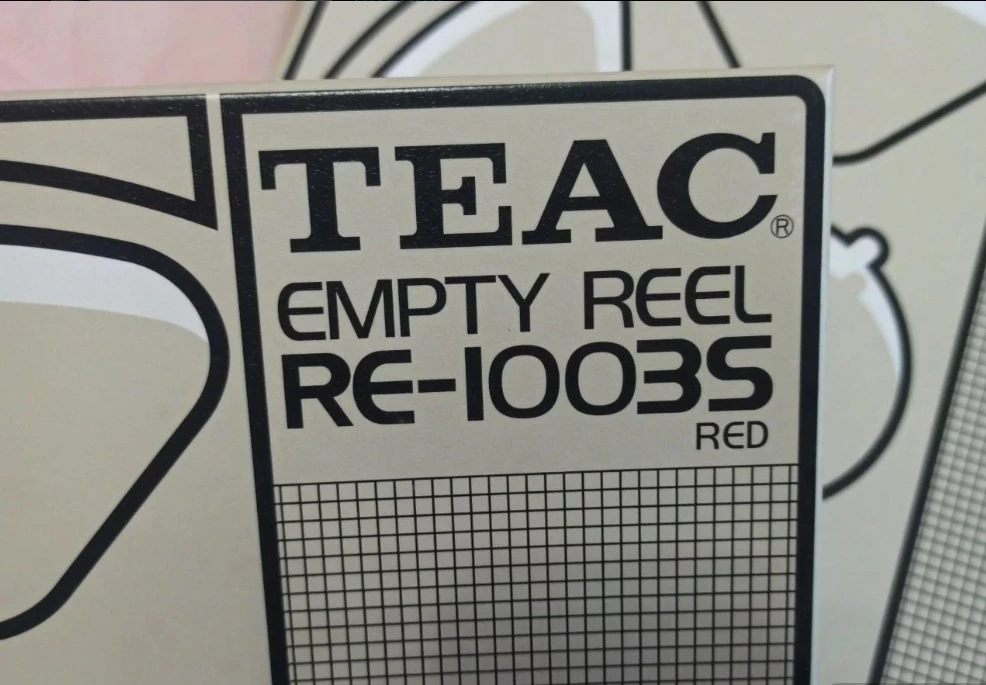 TEAC®
EMPTY REEL
RE-1003S
RED